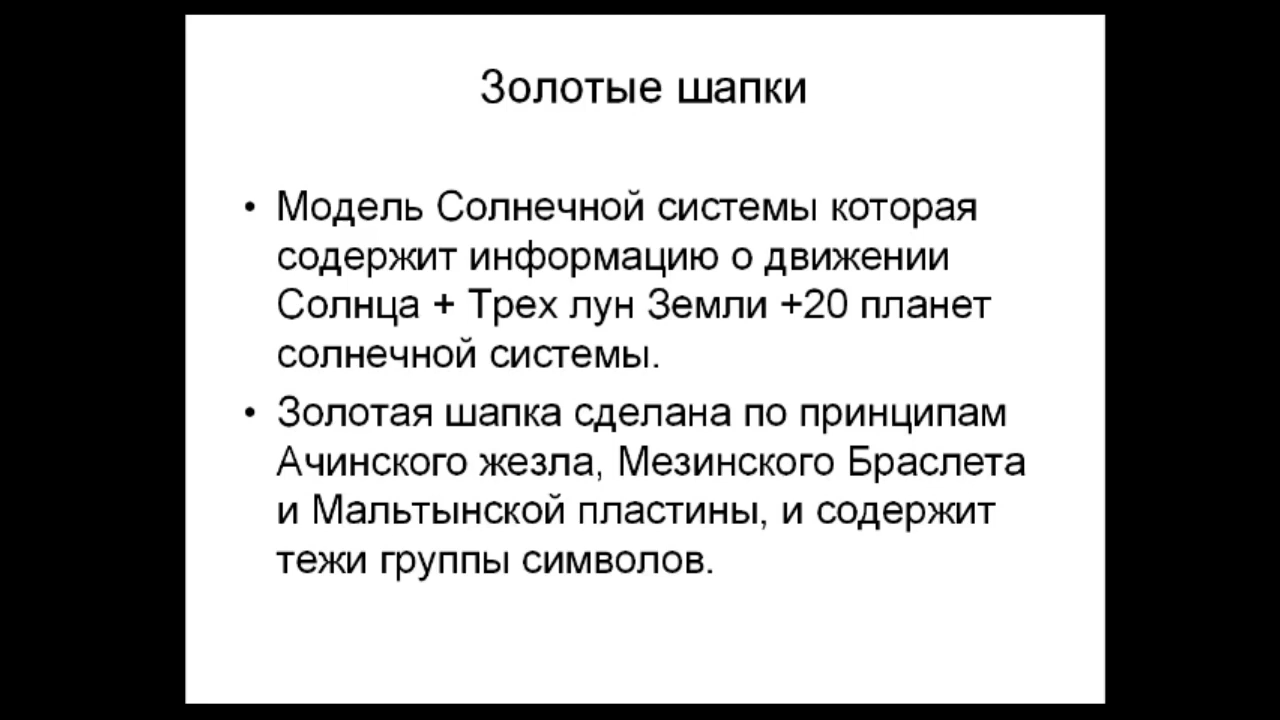 Золотые шапки
• Модель Солнечной системы которая
содержит информацию о движении
Солнца + Трех лун Земли +20 планет
солнечной системы.
• Золотая шапка сделана по принципам
Ачинского жезла, Мезинского Браслета
и Мальтынской пластины, и содержит
тежи группы символов.